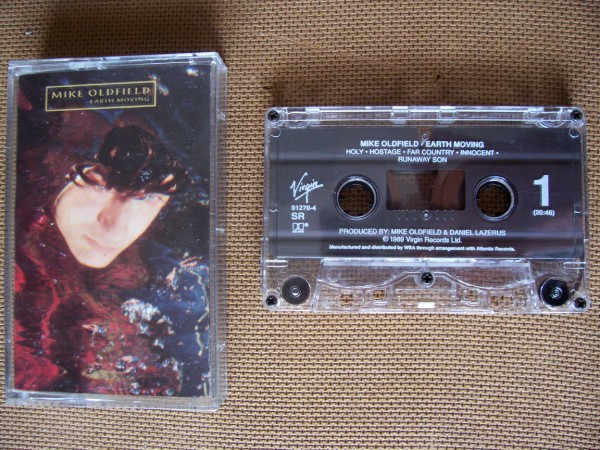 MIKE OLDFIELD
EARTH MOVING
MIKE OLDFIELD · EARTH MOVING
HOLY · HOSTAGE · FAR COUNTRY · INNOCENT ·
RUNAWAY SON
Virgin
91270-4
SR
1
(20:46)
PRODUCED BY: MIKE OLDFIELD & DANIEL LAZERUS
℗ 1989 Virgin Records Ltd.
Manufactured and distributed by WEA through arrangement with Atlantic Records.